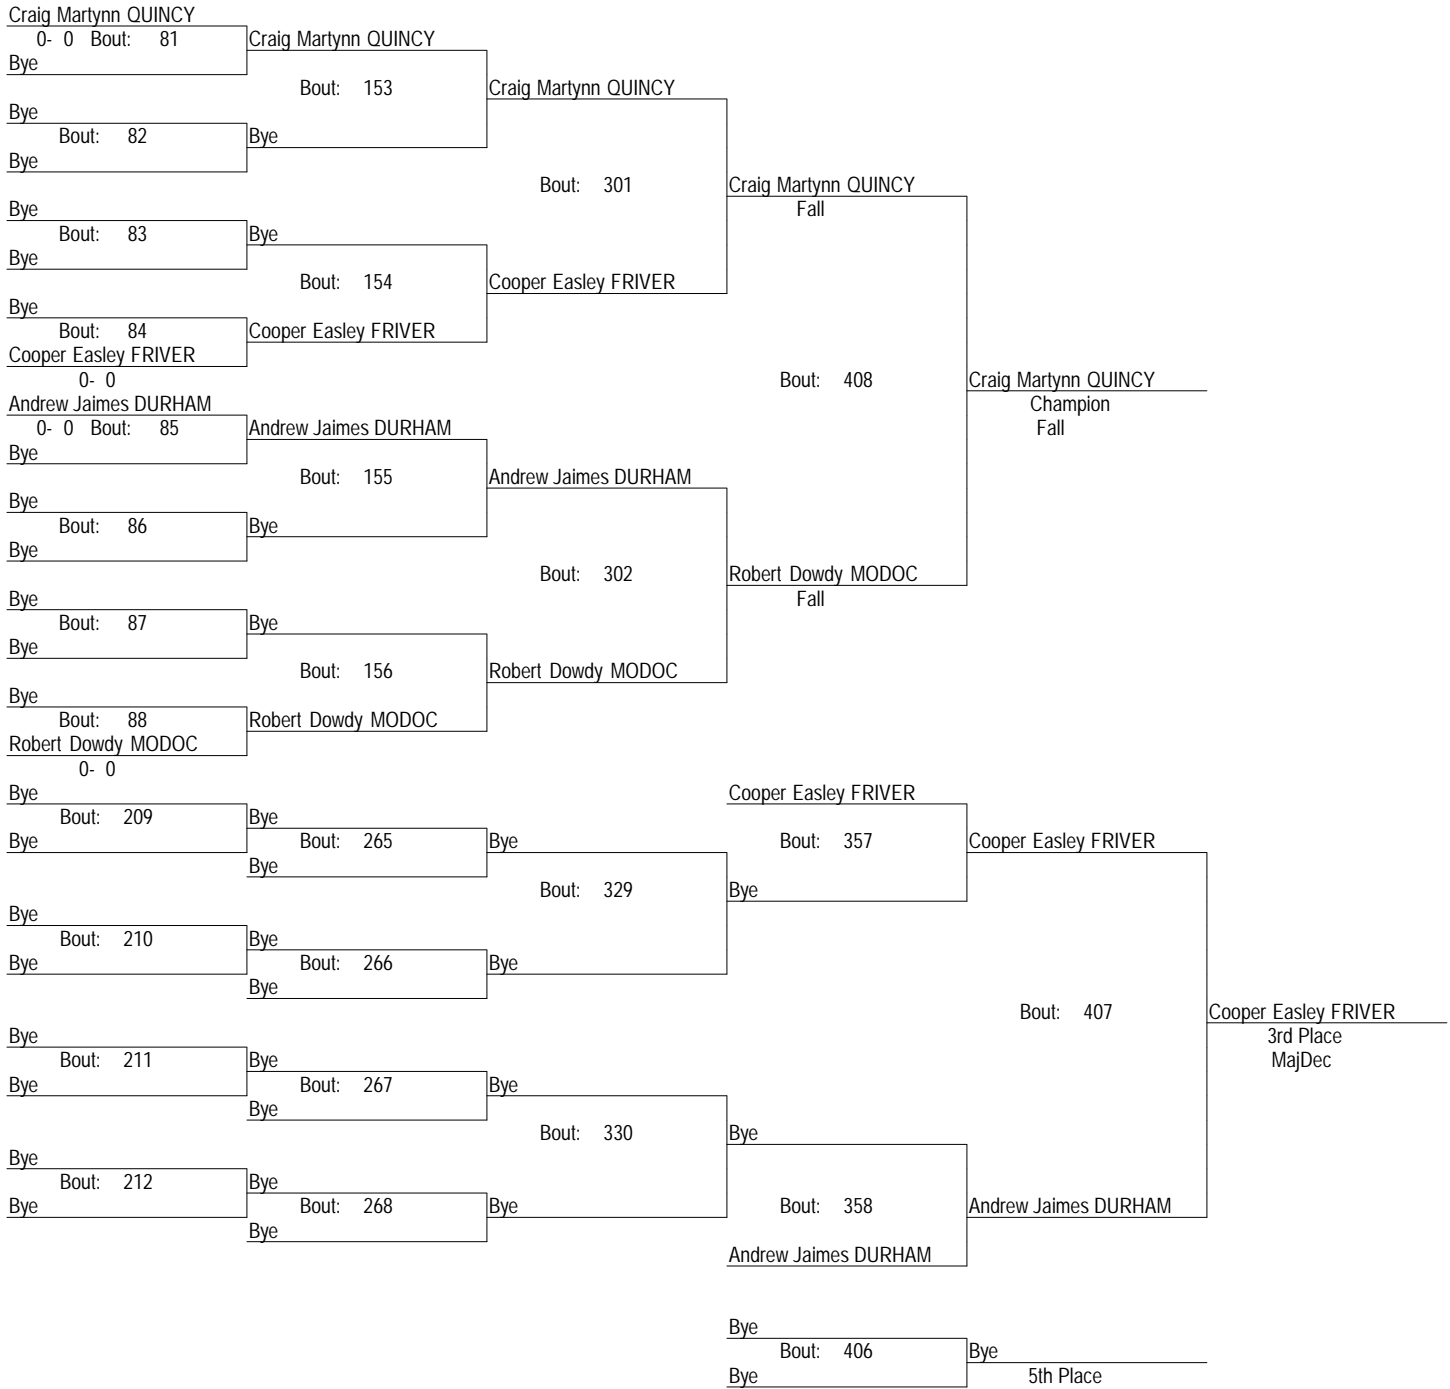 Craig Martynn QUINCY
0- 0 Bout: 81 Craig Martynn QUINCY
Bye
Bout: 153 Craig Martynn QUINCY
Bye
Bout: 82 Bye
Bye
Bout: 301 Craig Martynn QUINCY
Bye Fall
Bout: 83 Bye
Bye
Bout: 154 Cooper Easley FRIVER
Bye
Bout: 84 Cooper Easley FRIVER
Cooper Easley FRIVER
0- 0 Bout: 408 Craig Martynn QUINCY
Andrew Jaimes DURHAM Champion
0- 0 Bout: 85 Andrew Jaimes DURHAM Fall
Bye
Bout: 155 Andrew Jaimes DURHAM
Bye
Bout: 86 Bye
Bye
Bout: 302 Robert Dowdy MODOC
Bye Fall
Bout: 87 Bye
Bye
Bout: 156 Robert Dowdy MODOC
Bye
Bout: 88 Robert Dowdy MODOC
Robert Dowdy MODOC
0- 0
Bye Cooper Easley FRIVER
Bout: 209 Bye
Bye Bout: 265 Bye Bout: 357 Cooper Easley FRIVER
Bye
Bout: 329 Bye
Bye
Bout: 210 Bye
Bye Bout: 266 Bye
Bye
Bout: 407 Cooper Easley FRIVER
Bye 3rd Place
Bout: 211 Bye MajDec
Bye Bout: 267 Bye
Bye
Bout: 330 Bye
Bye
Bout: 212 Bye
Bye Bout: 268 Bye Bout: 358 Andrew Jaimes DURHAM
Bye
Andrew Jaimes DURHAM
Bye
Bout: 406 Bye
Bye 5th Place